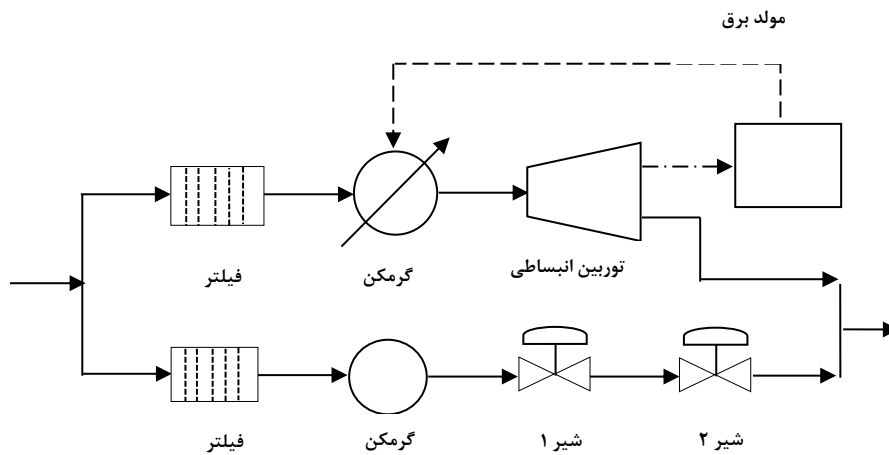 مولد برق
فیلتر
گرمکن
توربین انبساطی
فیلتر
گرمکن
شیر ۱
شیر ۲